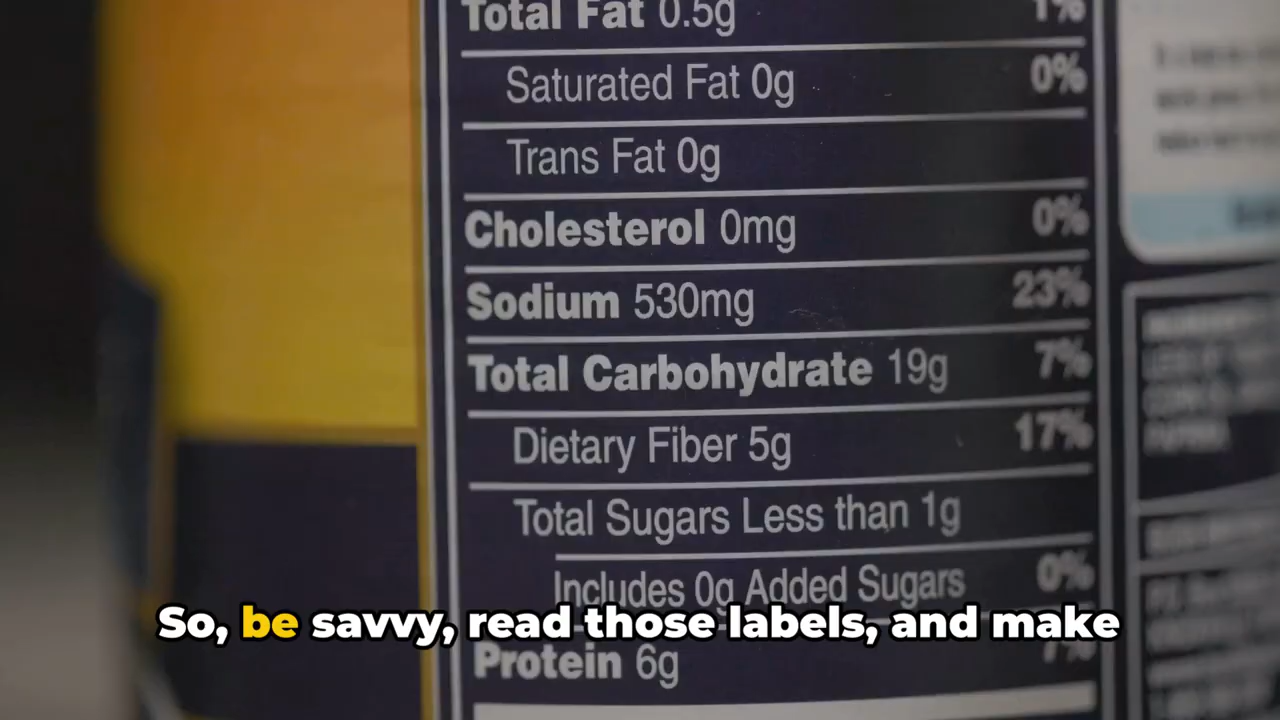 Total Fat 0.5g 1%
Saturated Fat 0g 0%
Trans Fat 0g
Cholesterol 0mg 0%
Sodium 530mg 23%
Total Carbohydrate 19g 7%
Dietary Fiber 5g 17%
Total Sugars Less than 1g
Includes 0g Added Sugars 0%
So, be savvy, read those labels, and make
Protein 6g 7%